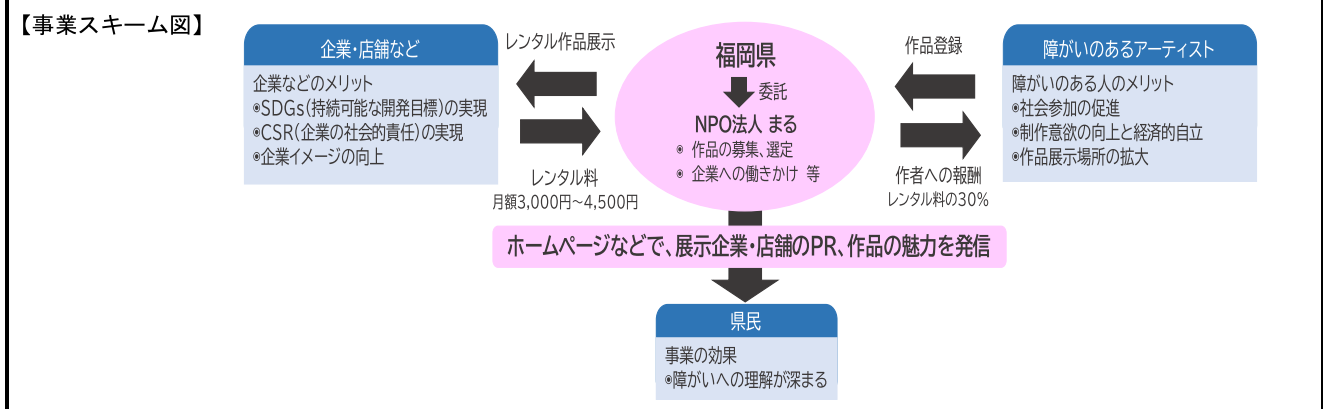 【事業スキーム図】
企業・店舗など
企業などのメリット
◉SDGs(持続可能な開発目標)の実現
◉CSR(企業の社会的責任)の実現
◉企業イメージの向上
レンタル作品展示
レンタル料
月額3,000円～4,500円
福岡県
委託
NPO法人 まる
◉ 作品の募集、選定
◉ 企業への働きかけ 等
作品登録
作者への報酬
レンタル料の30%
障がいのあるアーティスト
障がいのある人のメリット
◉社会参加の促進
◉制作意欲の向上と経済的自立
◉作品展示場所の拡大
ホームページなどで、展示企業・店舗のPR、作品の魅力を発信
県民
事業の効果
◉障がいへの理解が深まる